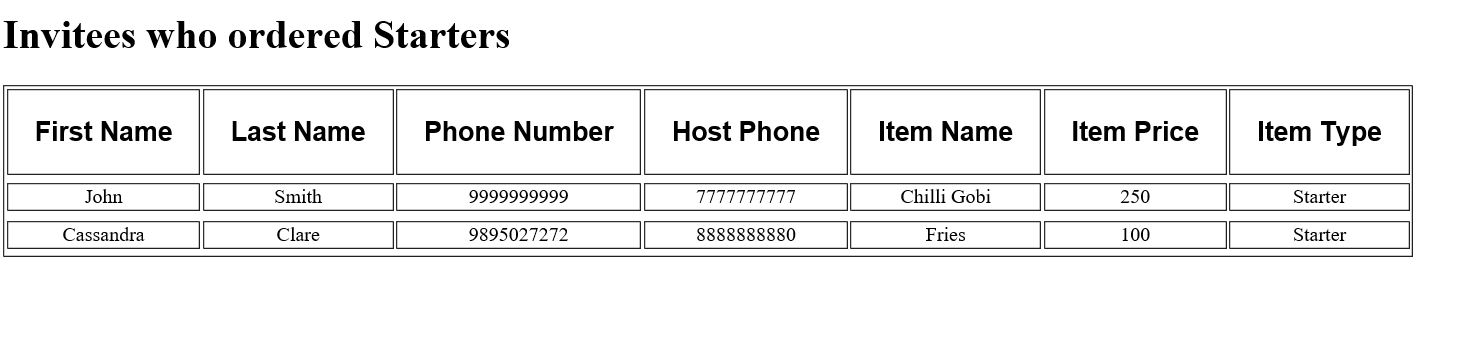 Invitees who ordered Starters
First Name Last Name Phone Number Host Phone Item Name Item Price Item Type
John Smith 9999999999 7777777777 Chilli Gobi 250 Starter
Cassandra Clare 9895027272 8888888880 Fries 100 Starter